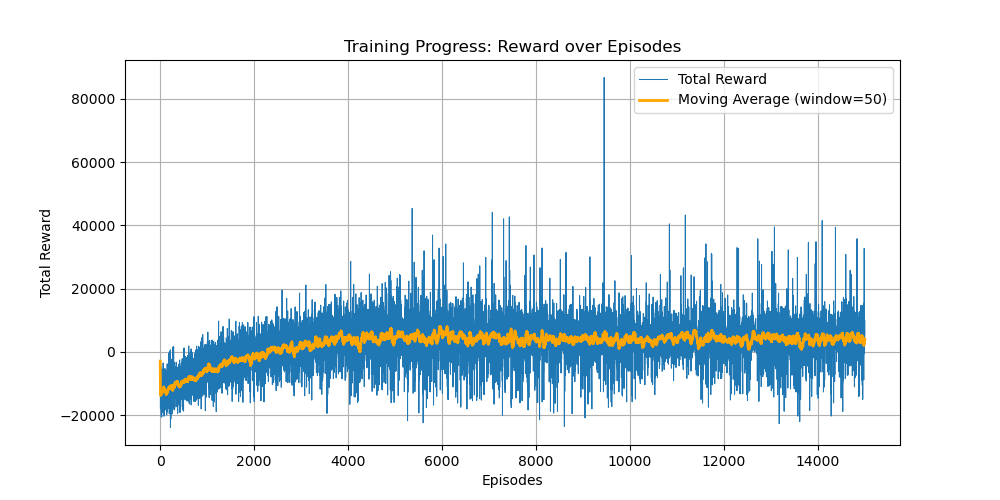 Training Progress: Reward over Episodes
Total Reward
Moving Average (window=50)
Total Reward
80000
60000
40000
20000
0
−20000
0 2000 4000 6000 8000 10000 12000 14000
Episodes